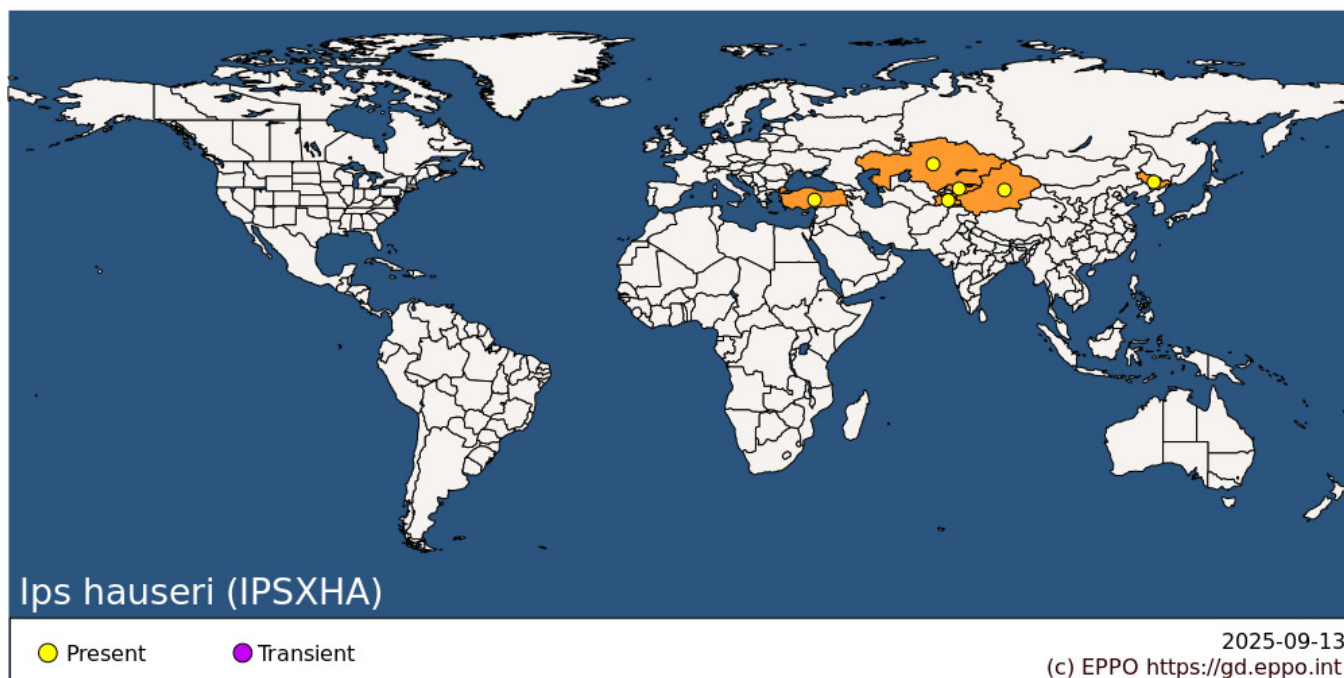 Ips hauseri (IPSXHA)
Present
Transient
2025-09-13
(c) EPPO https://gd.eppo.int